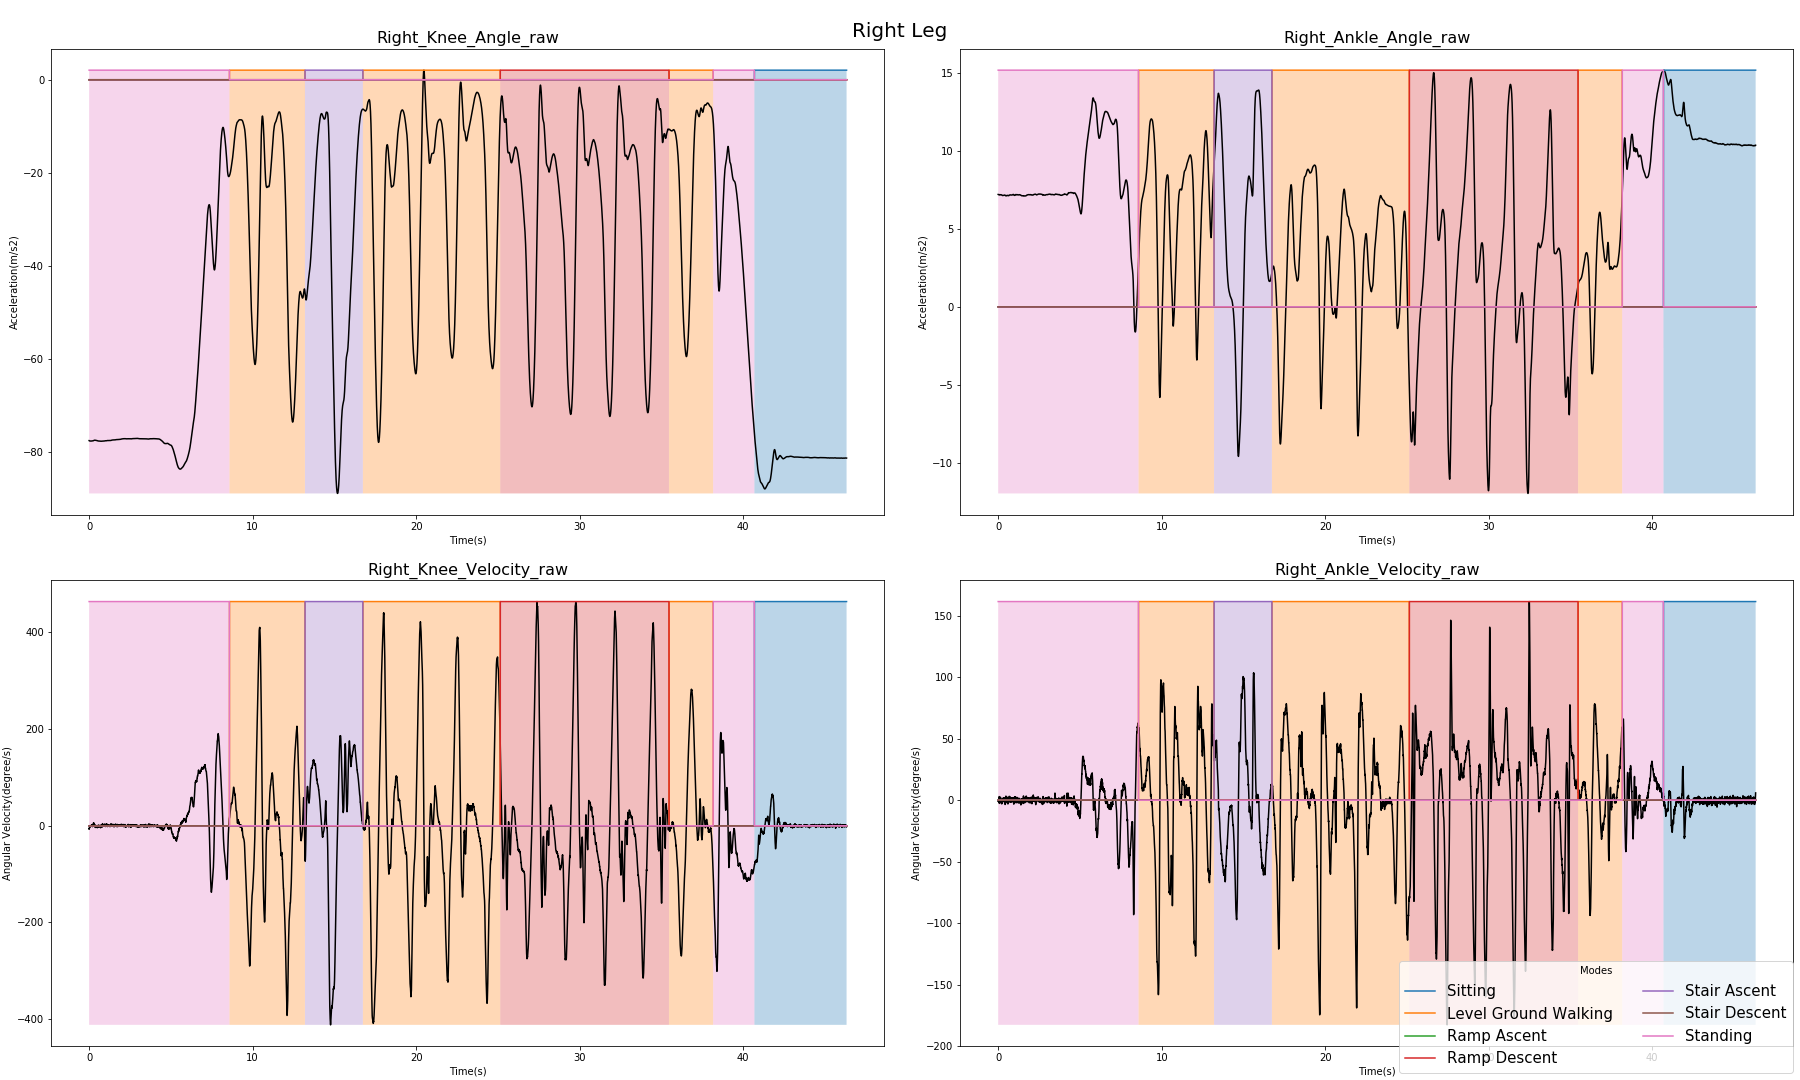 Right Leg
Right_Knee_Angle_raw
Acceleration(m/s2)
0
−20
−40
−60
−80
0 10 20 30 40
Time(s)
Right_Ankle_Angle_raw
Acceleration(m/s2)
15
10
5
0
−5
−10
0 10 20 30 40
Time(s)
Right_Knee_Velocity_raw
Angular Velocity(degree/s)
400
200
0
−200
−400
0 10 20 30 40
Time(s)
Right_Ankle_Velocity_raw
Angular Velocity(degree/s)
150
100
50
0
−50
−100
−150
−200
0 10 20 40
Time(s)
Modes
Sitting
Level Ground Walking
Ramp Ascent
Ramp Descent
Stair Ascent
Stair Descent
Standing